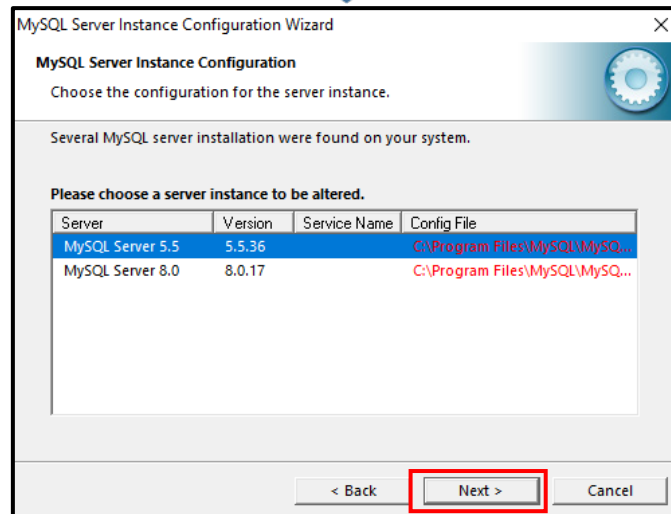 MySQL Server Instance Configuration Wizard
MySQL Server Instance Configuration
Choose the configuration for the server instance.
Several MySQL server installation were found on your system.
Please choose a server instance to be altered.
Server Version Service Name Config File
MySQL Server 5.5 5.5.36 C:\Program Files\MySQL\MySQ...
MySQL Server 8.0 8.0.17 C:\Program Files\MySQL\MySQ...
< Back Next > Cancel